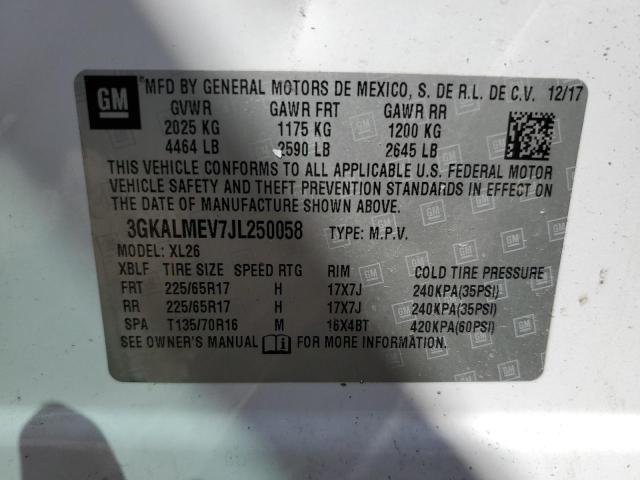 GM ®MFD BY GENERAL MOTORS DE MEXICO, S. DE R.L. DE C.V. 12/17
GVWR GAWR FRT GAWR RR
2025 KG 1175 KG 1200 KG
4464 LB 2590 LB 2645 LB
THIS VEHICLE CONFORMS TO ALL APPLICABLE U.S. FEDERAL MOTOR
VEHICLE SAFETY AND THEFT PREVENTION STANDARDS IN EFFECT ON
THE DATE OF MANUFACTURE SHOWN ABOVE.
3GKALMEV7JL250058 TYPE: M.P.V.
MODEL: XL26
XBLF TIRE SIZE SPEED RTG RIM COLD TIRE PRESSURE
FRT 225/65R17 H 17X7J 240KPA(35PSI)
RR 225/65R17 H 17X7J 240KPA(35PSI)
SPA T135/70R16 M 16X4BT 420KPA(60PSI)
SEE OWNER'S MANUAL FOR MORE INFORMATION.